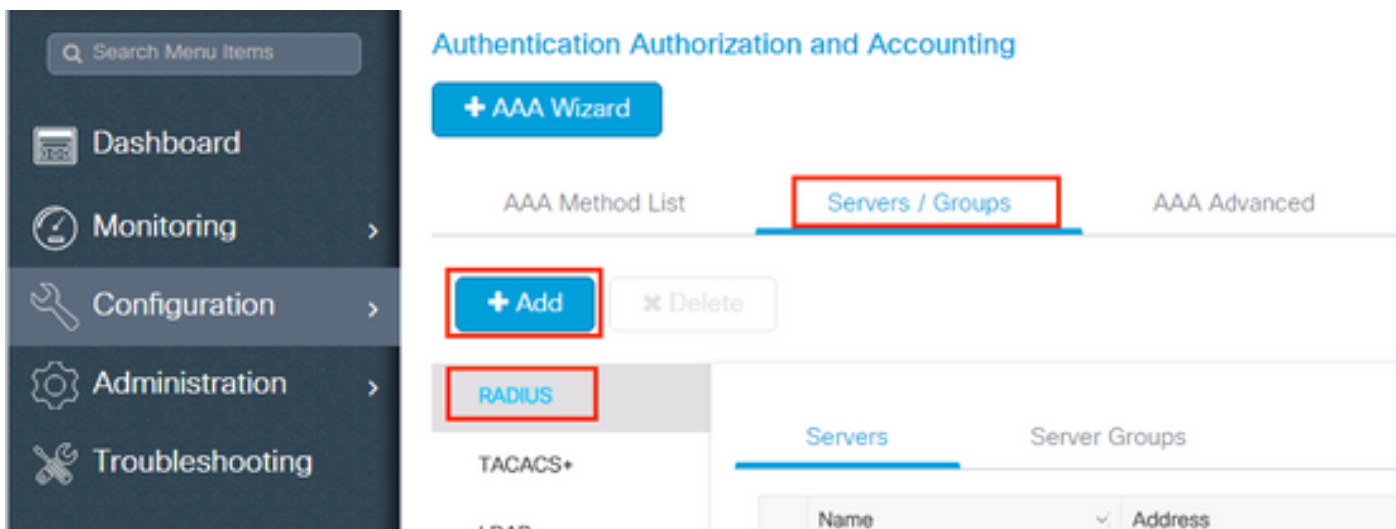 Search Menu Items
Dashboard
Monitoring
Configuration
Administration
Troubleshooting
Authentication Authorization and Accounting
+ AAA Wizard
AAA Method List
Servers / Groups
AAA Advanced
+ Add
✖ Delete
RADIUS
TACACS+
Servers
Server Groups
Name
Address